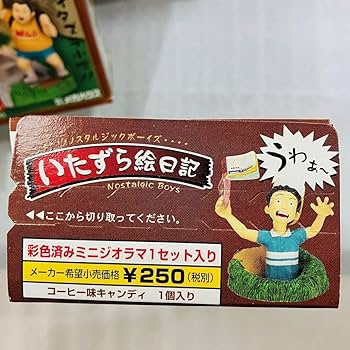 ノスタルジックボーイズ････
いたずら絵日記
Nostalgic Boys
うわぁ〜
◀◀ここから切り取ってください。
彩色済みミニジオラマ1セット入り
メーカー希望小売価格 ¥250(税別)
コーヒー味キャンディ 1個入り